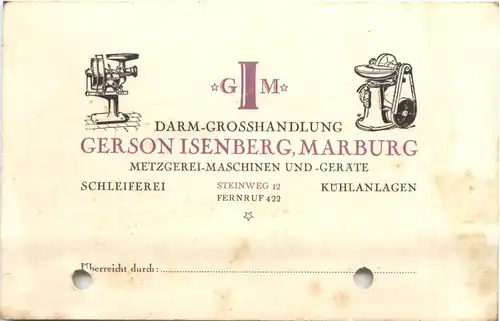 ☆G I M☆
DARM-GROSSHANDLUNG
GERSON ISENBERG, MARBURG
METZGEREI-MASCHINEN UND -GERÄTE
SCHLEIFEREI STEINWEG 12 KÜHLANLAGEN
FERNRUF 422
Überreicht durch: